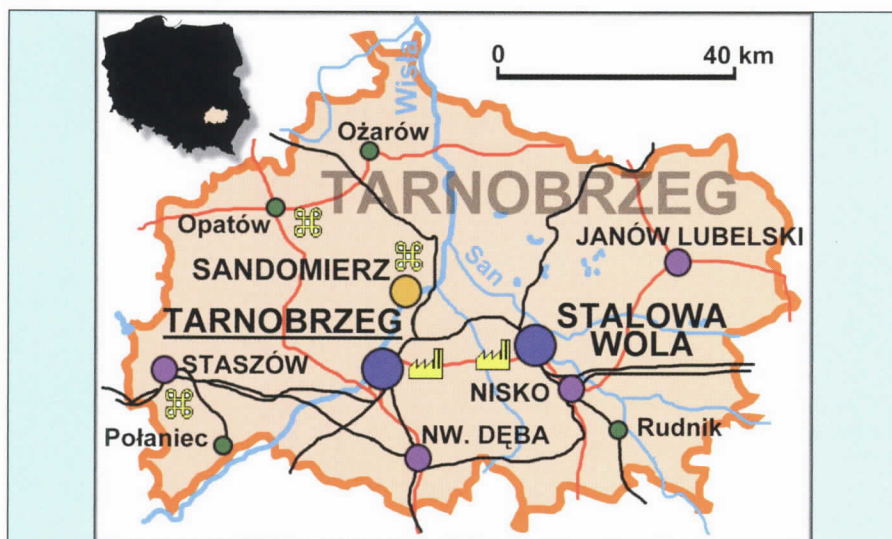 0 40 km
Wisła
Ożarów
TARNOBRZEG
Opatów
JANÓW LUBELSKI
San
SANDOMIERZ
TARNOBRZEG
STALOWA
WOLA
STASZÓW
NISKO
Połaniec
NW. DĘBA
Rudnik